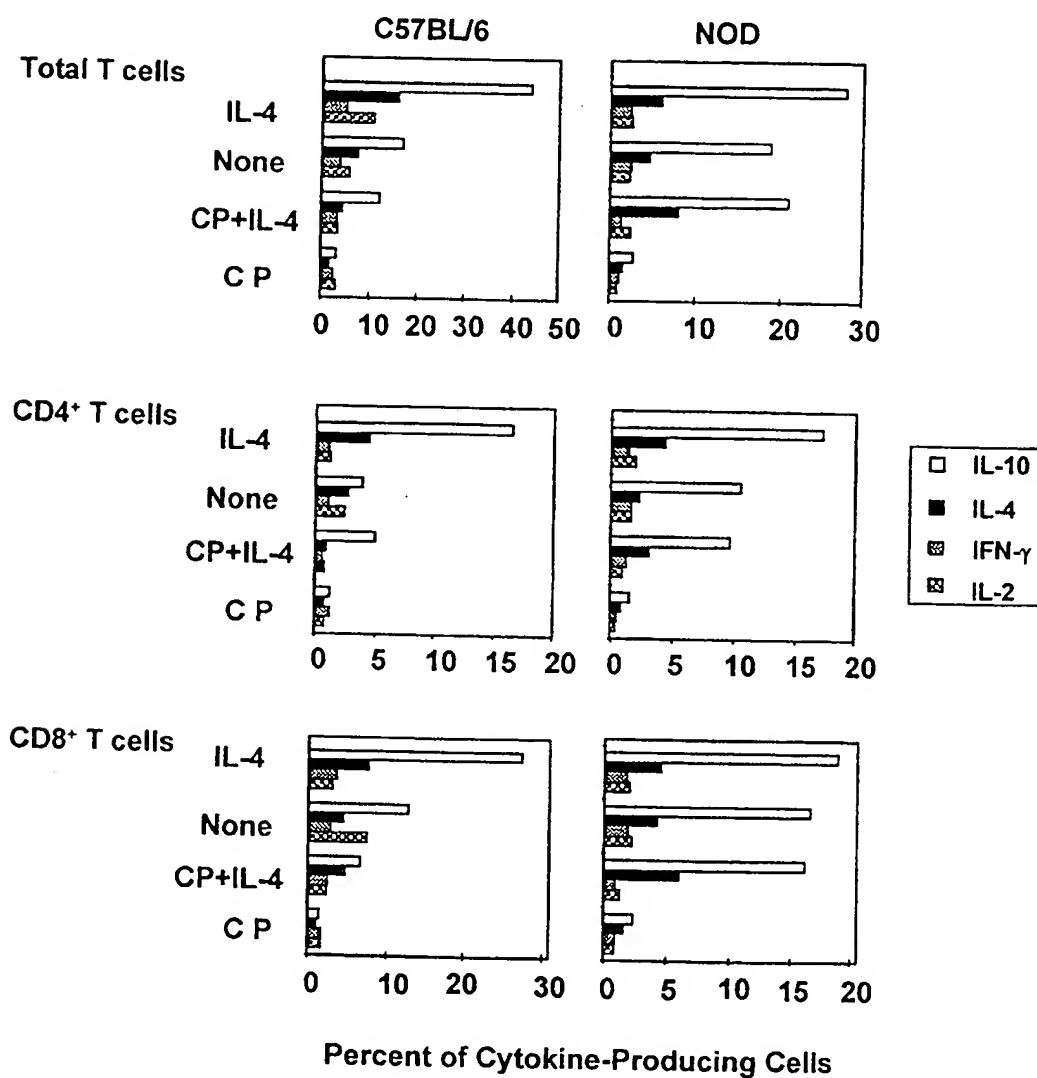 C57BL/6 NOD
Total T cells
IL-4
None
CP+IL-4
C P
0 10 20 30 40 50 0 10 20 30
CD4⁺ T cells
IL-4
None
CP+IL-4
C P
0 5 10 15 20 0 5 10 15 20
IL-10
IL-4
IFN-γ
IL-2
CD8⁺ T cells
IL-4
None
CP+IL-4
C P
0 10 20 30 0 5 10 15 20
Percent of Cytokine-Producing Cells